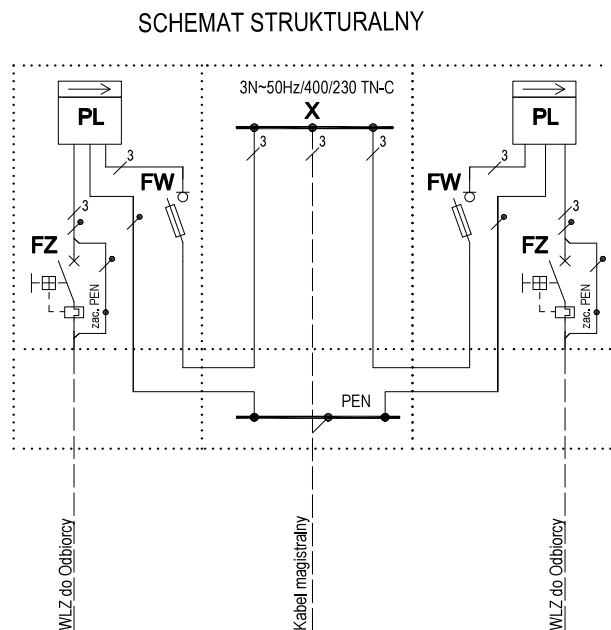 SCHEMAT STRUKTURALNY
3N~50Hz/400/230 TN-C
X
PL
PL
3
3
3
3
3
FW
FW
3
3
FZ
FZ
zac. PEN
zac. PEN
PEN
WLZ do Odbiorcy
Kabel magistralny
WLZ do Odbiorcy